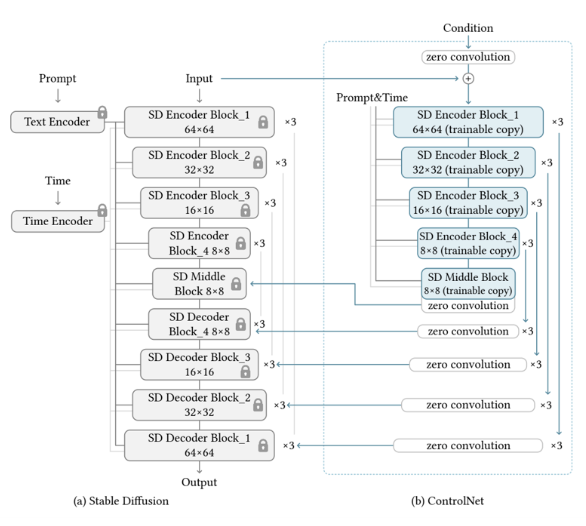 Condition
zero convolution
Prompt
Input
+
Prompt&Time
Text Encoder
SD Encoder Block_1
64×64
×3
SD Encoder Block_1
64×64 (trainable copy)
×3
SD Encoder Block_2
32×32
×3
SD Encoder Block_2
32×32 (trainable copy)
×3
Time
SD Encoder Block_3
16×16
×3
SD Encoder Block_3
16×16 (trainable copy)
×3
Time Encoder
SD Encoder
Block_4 8×8
×3
SD Encoder Block_4
8×8 (trainable copy)
×3
SD Middle
Block 8×8
SD Middle Block
8×8 (trainable copy)
zero convolution
SD Decoder
Block_4 8×8
×3
zero convolution
×3
SD Decoder Block_3
16×16
×3
zero convolution
×3
SD Decoder Block_2
32×32
×3
zero convolution
×3
SD Decoder Block_1
64×64
×3
zero convolution
×3
Output
(a) Stable Diffusion
(b) ControlNet